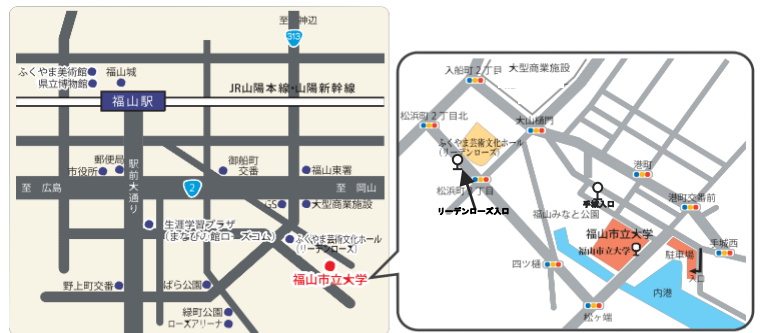 至 神辺
313
ふくやま美術館
県立博物館
福山城
JR山陽本線・山陽新幹線
福山駅
郵便局
市役所
駅前大通り
御船町
交番
福山東署
至 広島
2
至 岡山
GS
大型商業施設
生涯学習プラザ
(まなびの館ローズコム)
ふくやま芸術文化ホール
(リーデンローズ)
福山市立大学
野上町交番
ばら公園
緑町公園
ローズアリーナ
入船町2丁目
大型商業施設
松浜町2丁目北
大山樋門
ふくやま芸術文化ホール
(リーデンローズ)
松浜町2丁目
リーデンローズ入口
港町
手城入口
港町交番前
福山みなと公園
福山市立大学
福山市立大学
手城西
駐車場
入口
四ツ樋
内港
松ヶ端